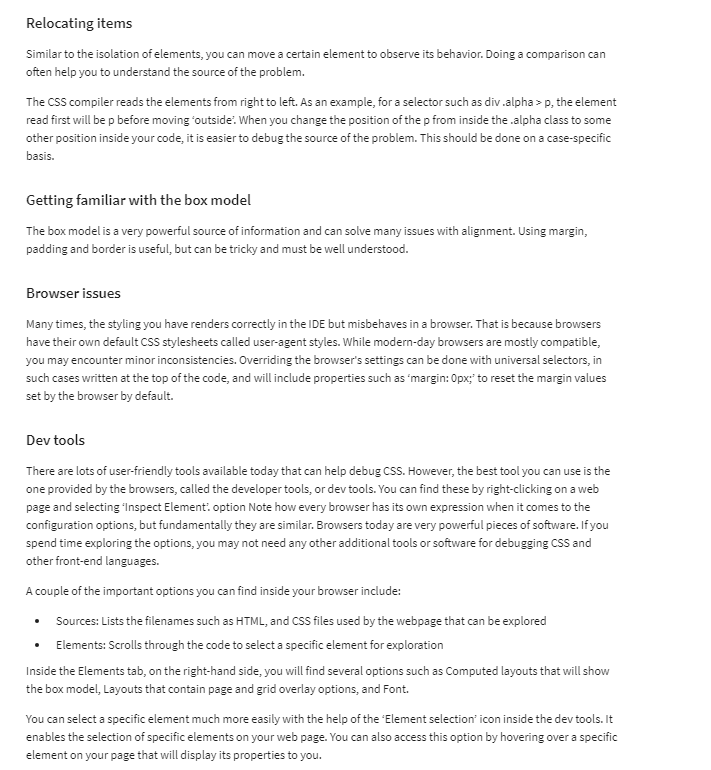 Relocating items
Similar to the isolation of elements, you can move a certain element to observe its behavior. Doing a comparison can
often help you to understand the source of the problem.
The CSS compiler reads the elements from right to left. As an example, for a selector such as div .alpha > p, the element
read first will be p before moving ‘outside’. When you change the position of the p from inside the .alpha class to some
other position inside your code, it is easier to debug the source of the problem. This should be done on a case-specific
basis.
Getting familiar with the box model
The box model is a very powerful source of information and can solve many issues with alignment. Using margin,
padding and border is useful, but can be tricky and must be well understood.
Browser issues
Many times, the styling you have renders correctly in the IDE but misbehaves in a browser. That is because browsers
have their own default CSS stylesheets called user-agent styles. While modern-day browsers are mostly compatible,
you may encounter minor inconsistencies. Overriding the browser's settings can be done with universal selectors, in
such cases written at the top of the code, and will include properties such as ‘margin: 0px;’ to reset the margin values
set by the browser by default.
Dev tools
There are lots of user-friendly tools available today that can help debug CSS. However, the best tool you can use is the
one provided by the browsers, called the developer tools, or dev tools. You can find these by right-clicking on a web
page and selecting ‘Inspect Element’. option Note how every browser has its own expression when it comes to the
configuration options, but fundamentally they are similar. Browsers today are very powerful pieces of software. If you
spend time exploring the options, you may not need any other additional tools or software for debugging CSS and
other front-end languages.
A couple of the important options you can find inside your browser include:
• Sources: Lists the filenames such as HTML, and CSS files used by the webpage that can be explored
• Elements: Scrolls through the code to select a specific element for exploration
Inside the Elements tab, on the right-hand side, you will find several options such as Computed layouts that will show
the box model, Layouts that contain page and grid overlay options, and Font.
You can select a specific element much more easily with the help of the ‘Element selection’ icon inside the dev tools. It
enables the selection of specific elements on your web page. You can also access this option by hovering over a specific
element on your page that will display its properties to you.